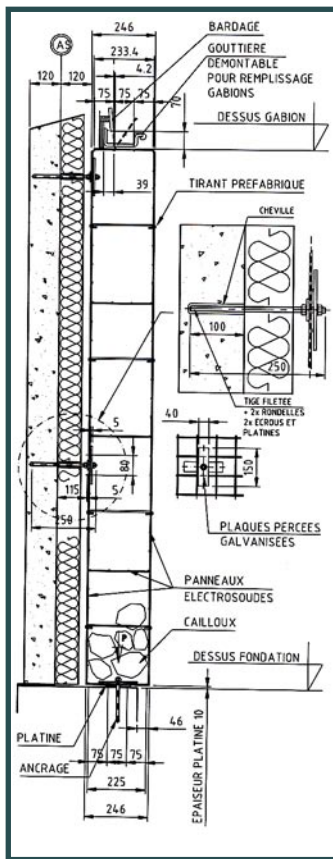 246
BARDAGE
AS
233.4
GOUTTIERE
DEMONTABLE
POUR REMPLISSAGE
GABIONS
4.2
120
120
75
75
75
70
DESSUS GABION
39
TIRANT PREFABRIQUE
CHEVILLE
100
250
TIGE FILETEE
+ 2x RONDELLES
2x ECROUS ET
PLATINES
5
40
80
150
115
5
250
PLAQUES PERCEES
GALVANISÉES
PANNEAUX
ELECTROSOUDES
CAILLOUX
P
DESSUS FONDATION
PLATINE
46
75
75
75
ANCRAGE
225
246
EPAISEUR PLATINE 10